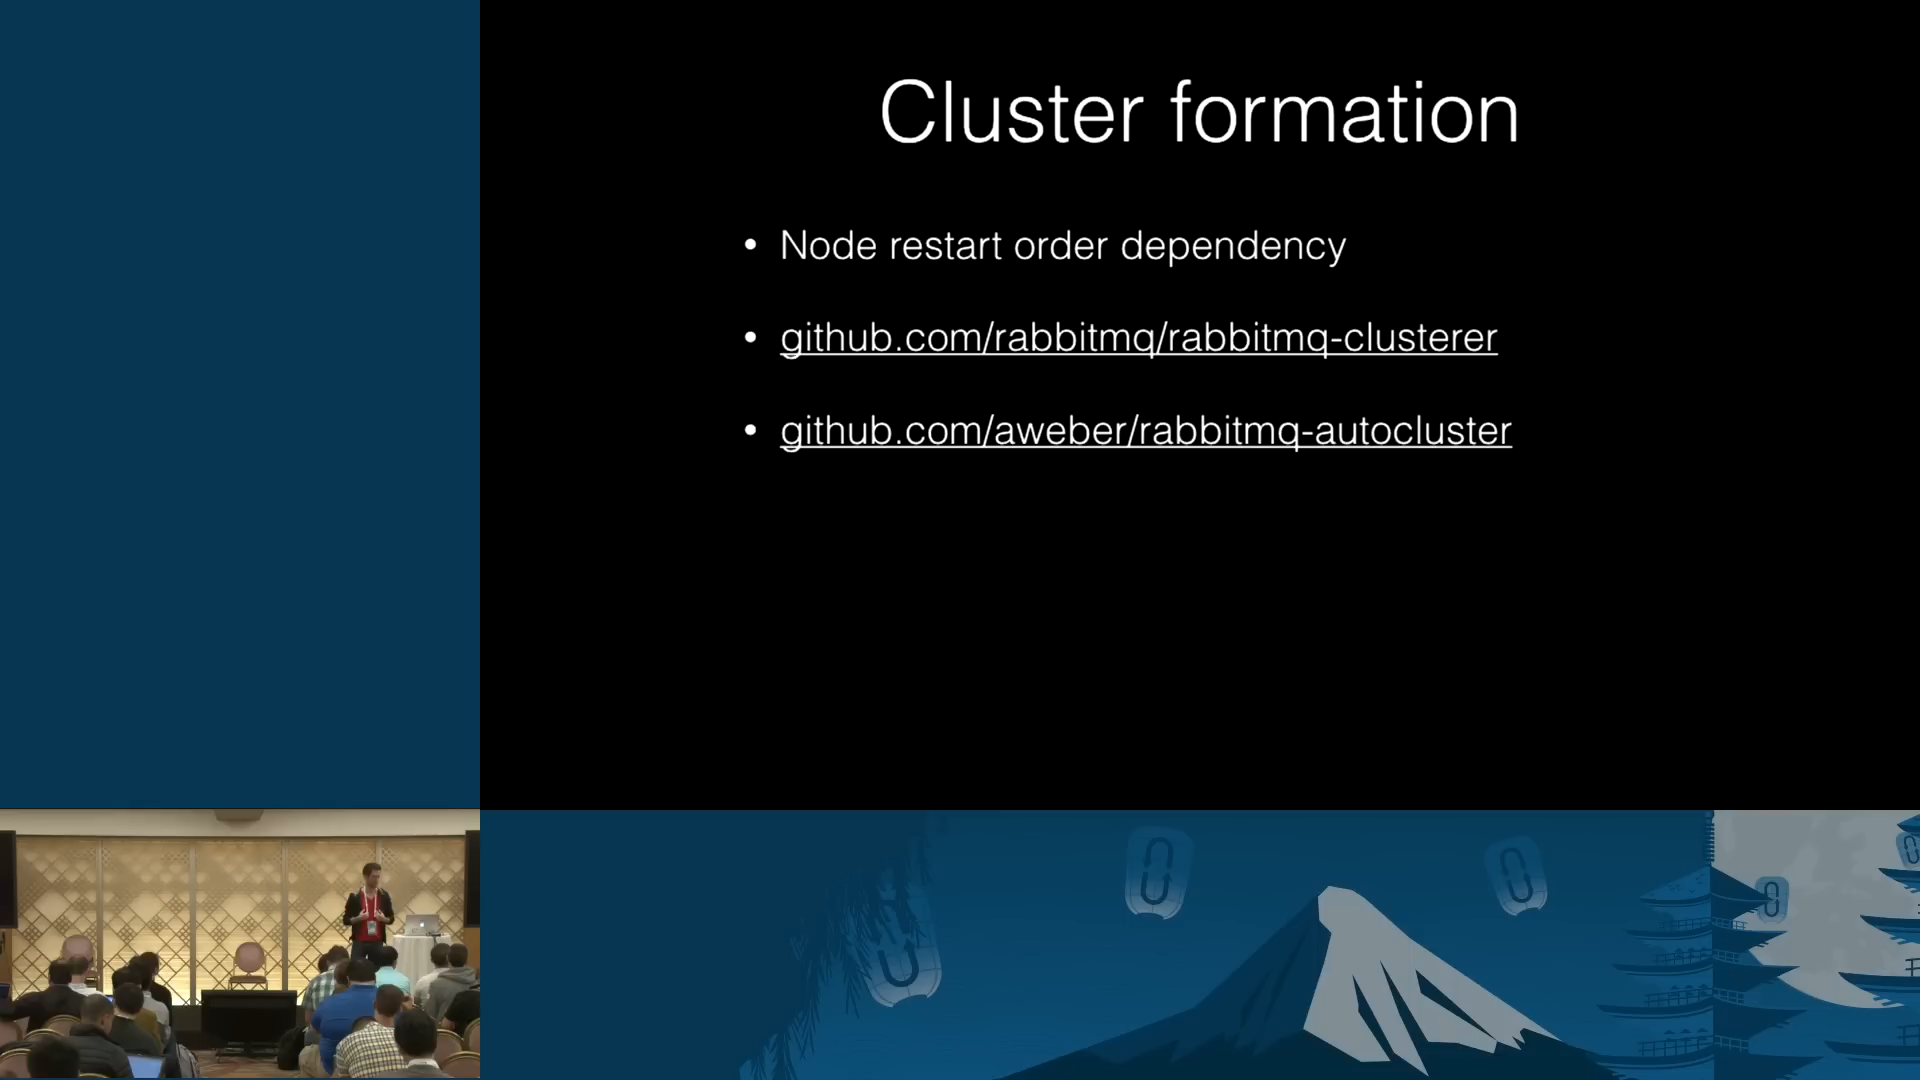 Cluster formation
• Node restart order dependency
• github.com/rabbitmq/rabbitmq-clusterer
• github.com/aweber/rabbitmq-autocluster